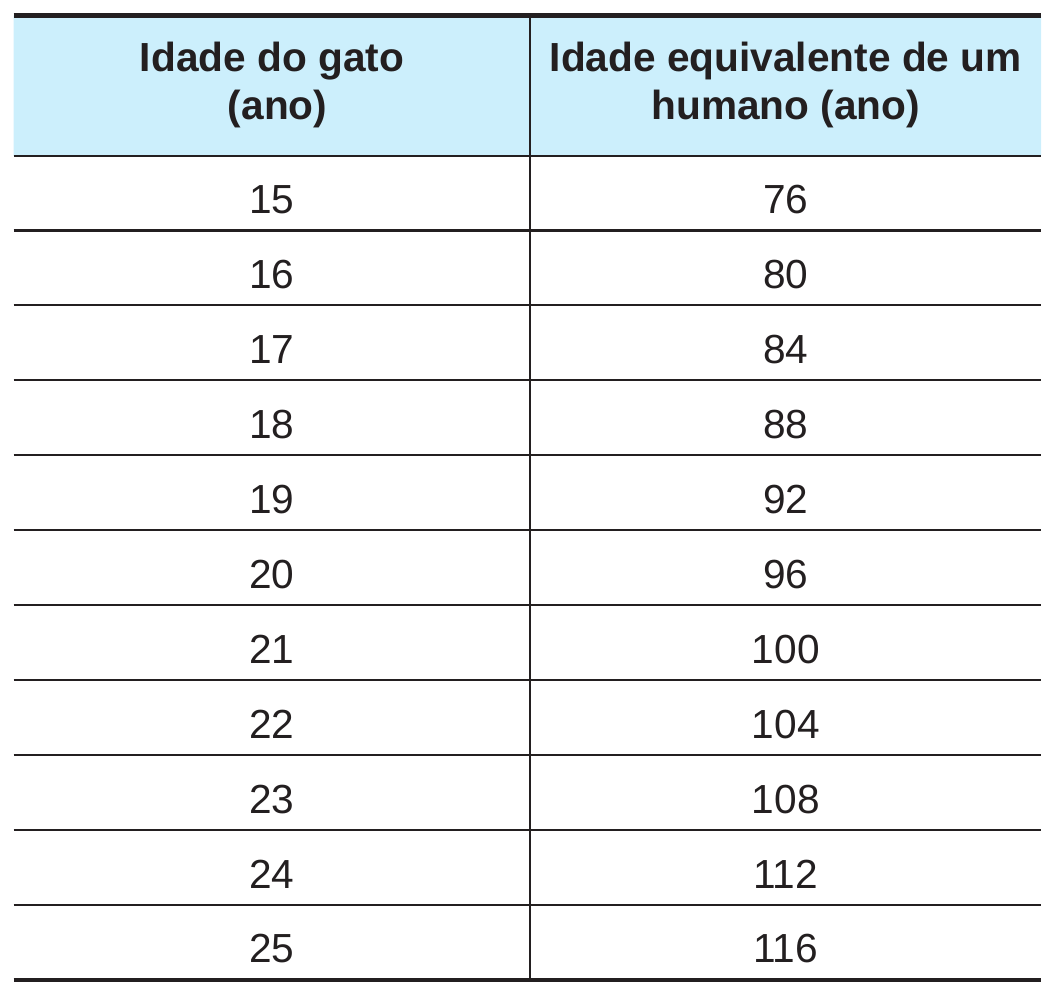 Idade do gato (ano) | Idade equivalente de um humano (ano)
15 | 76
16 | 80
17 | 84
18 | 88
19 | 92
20 | 96
21 | 100
22 | 104
23 | 108
24 | 112
25 | 116